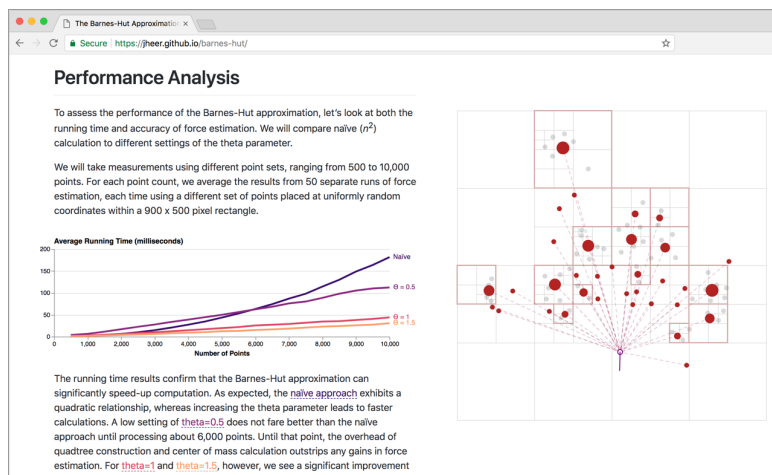 The Barnes-Hut Approximation
Secure https://jheer.github.io/barnes-hut/
Performance Analysis
To assess the performance of the Barnes-Hut approximation, let's look at both the
running time and accuracy of force estimation. We will compare naïve (n²)
calculation to different settings of the theta parameter.
We will take measurements using different point sets, ranging from 500 to 10,000
points. For each point count, we average the results from 50 separate runs of force
estimation, each time using a different set of points placed at uniformly random
coordinates within a 900 x 500 pixel rectangle.
Average Running Time (milliseconds)
200
150
100
50
0
Naïve
Θ = 0.5
Θ = 1
Θ = 1.5
0 1,000 2,000 3,000 4,000 5,000 6,000 7,000 8,000 9,000 10,000
Number of Points
The running time results confirm that the Barnes-Hut approximation can
significantly speed-up computation. As expected, the naïve approach exhibits a
quadratic relationship, whereas increasing the theta parameter leads to faster
calculations. A low setting of theta=0.5 does not fare better than the naïve
approach until processing about 6,000 points. Until that point, the overhead of
quadtree construction and center of mass calculation outstrips any gains in force
estimation. For theta=1 and theta=1.5, however, we see a significant improvement